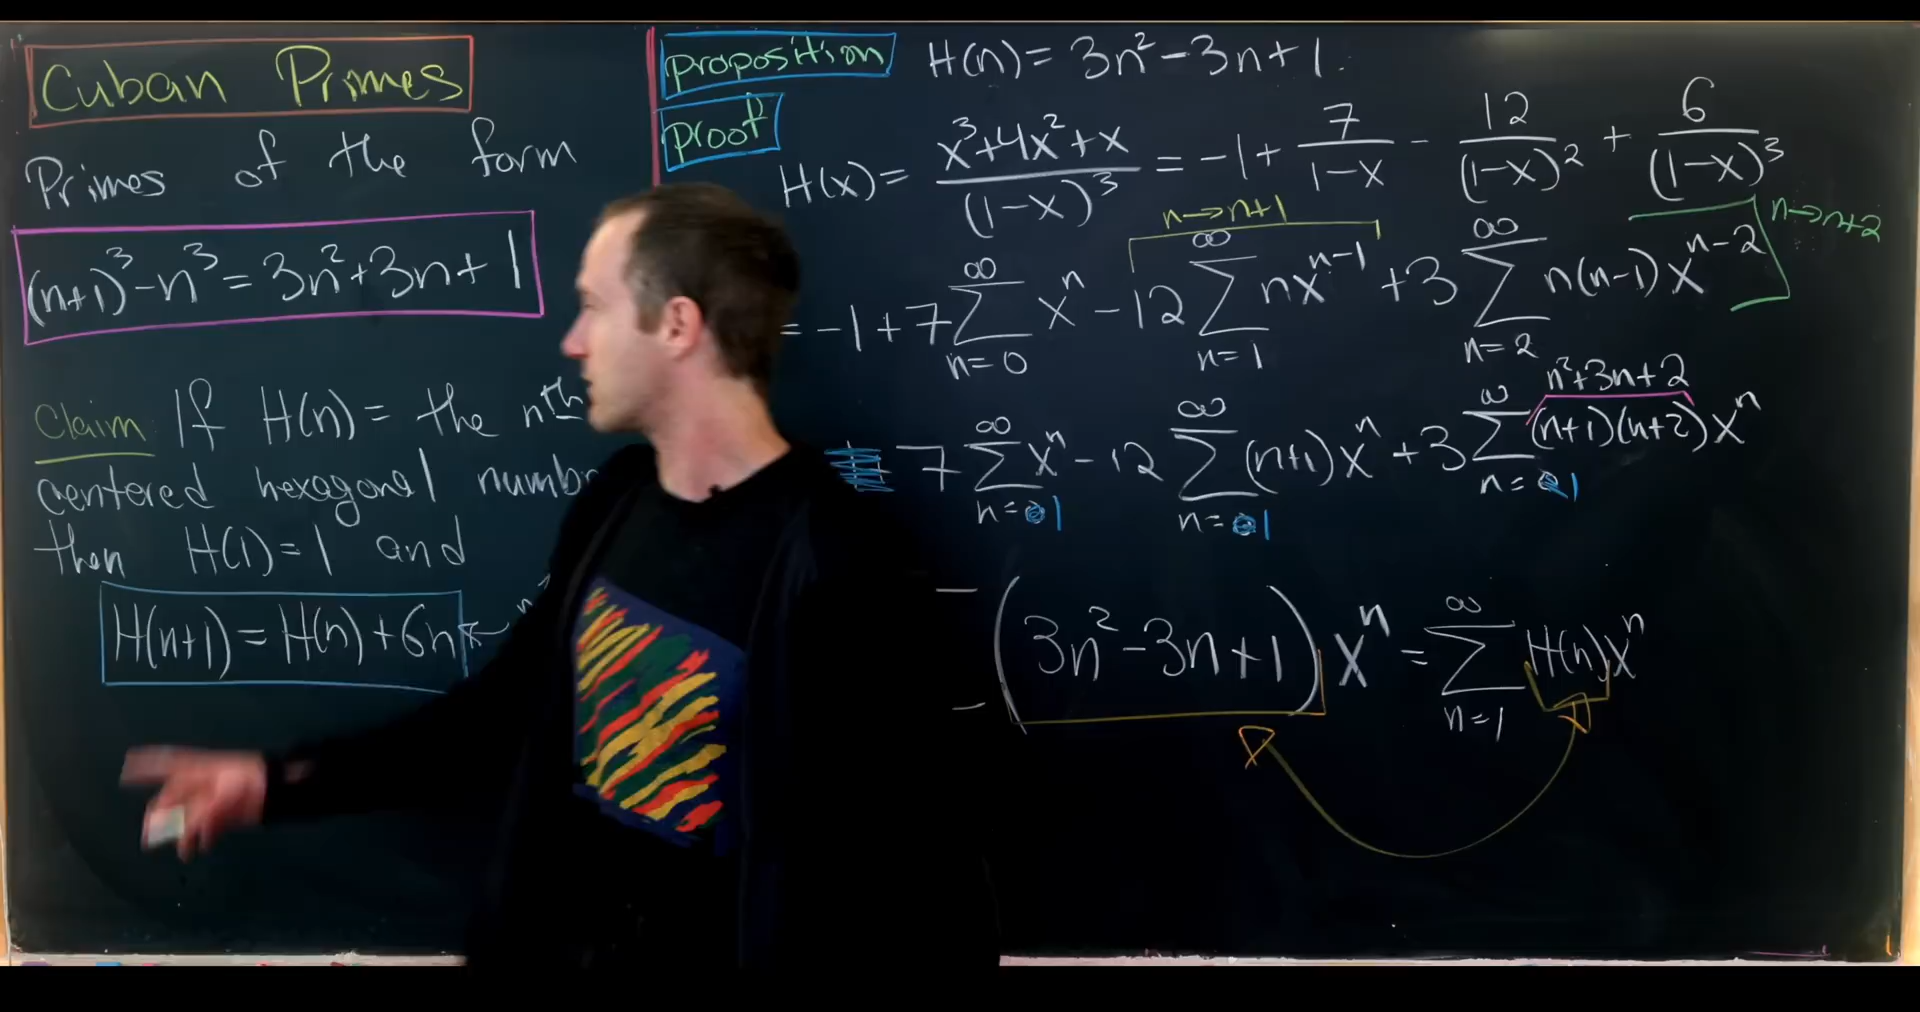 Cuban Primes
Primes of the form
(n+1)³-n³=3n²+3n+1
Claim If H(n)= the nth
centered hexagonal
then H(1)=1 and
H(n+1)=H(n)+6n
proposition H(n)=3n²-3n+1.
proof
H(x)= (x³+4x²+x)/(1-x)³ = -1+ 7/(1-x) - 12/(1-x)² + 6/(1-x)³
n→n+1
n→n+2
= -1+7 ∑_{n=0}^{∞} xⁿ -12 ∑_{n=1}^{∞} nx^{n-1} +3 ∑_{n=2}^{∞} n(n-1)x^{n-2}
n²+3n+2
7 ∑_{n=1}^{∞} xⁿ -12 ∑_{n=1}^{∞} (n+1)xⁿ +3 ∑_{n=1}^{∞} (n+1)(n+2)xⁿ
(3n²-3n+1)xⁿ = ∑_{n=1}^{∞} H(n)xⁿ